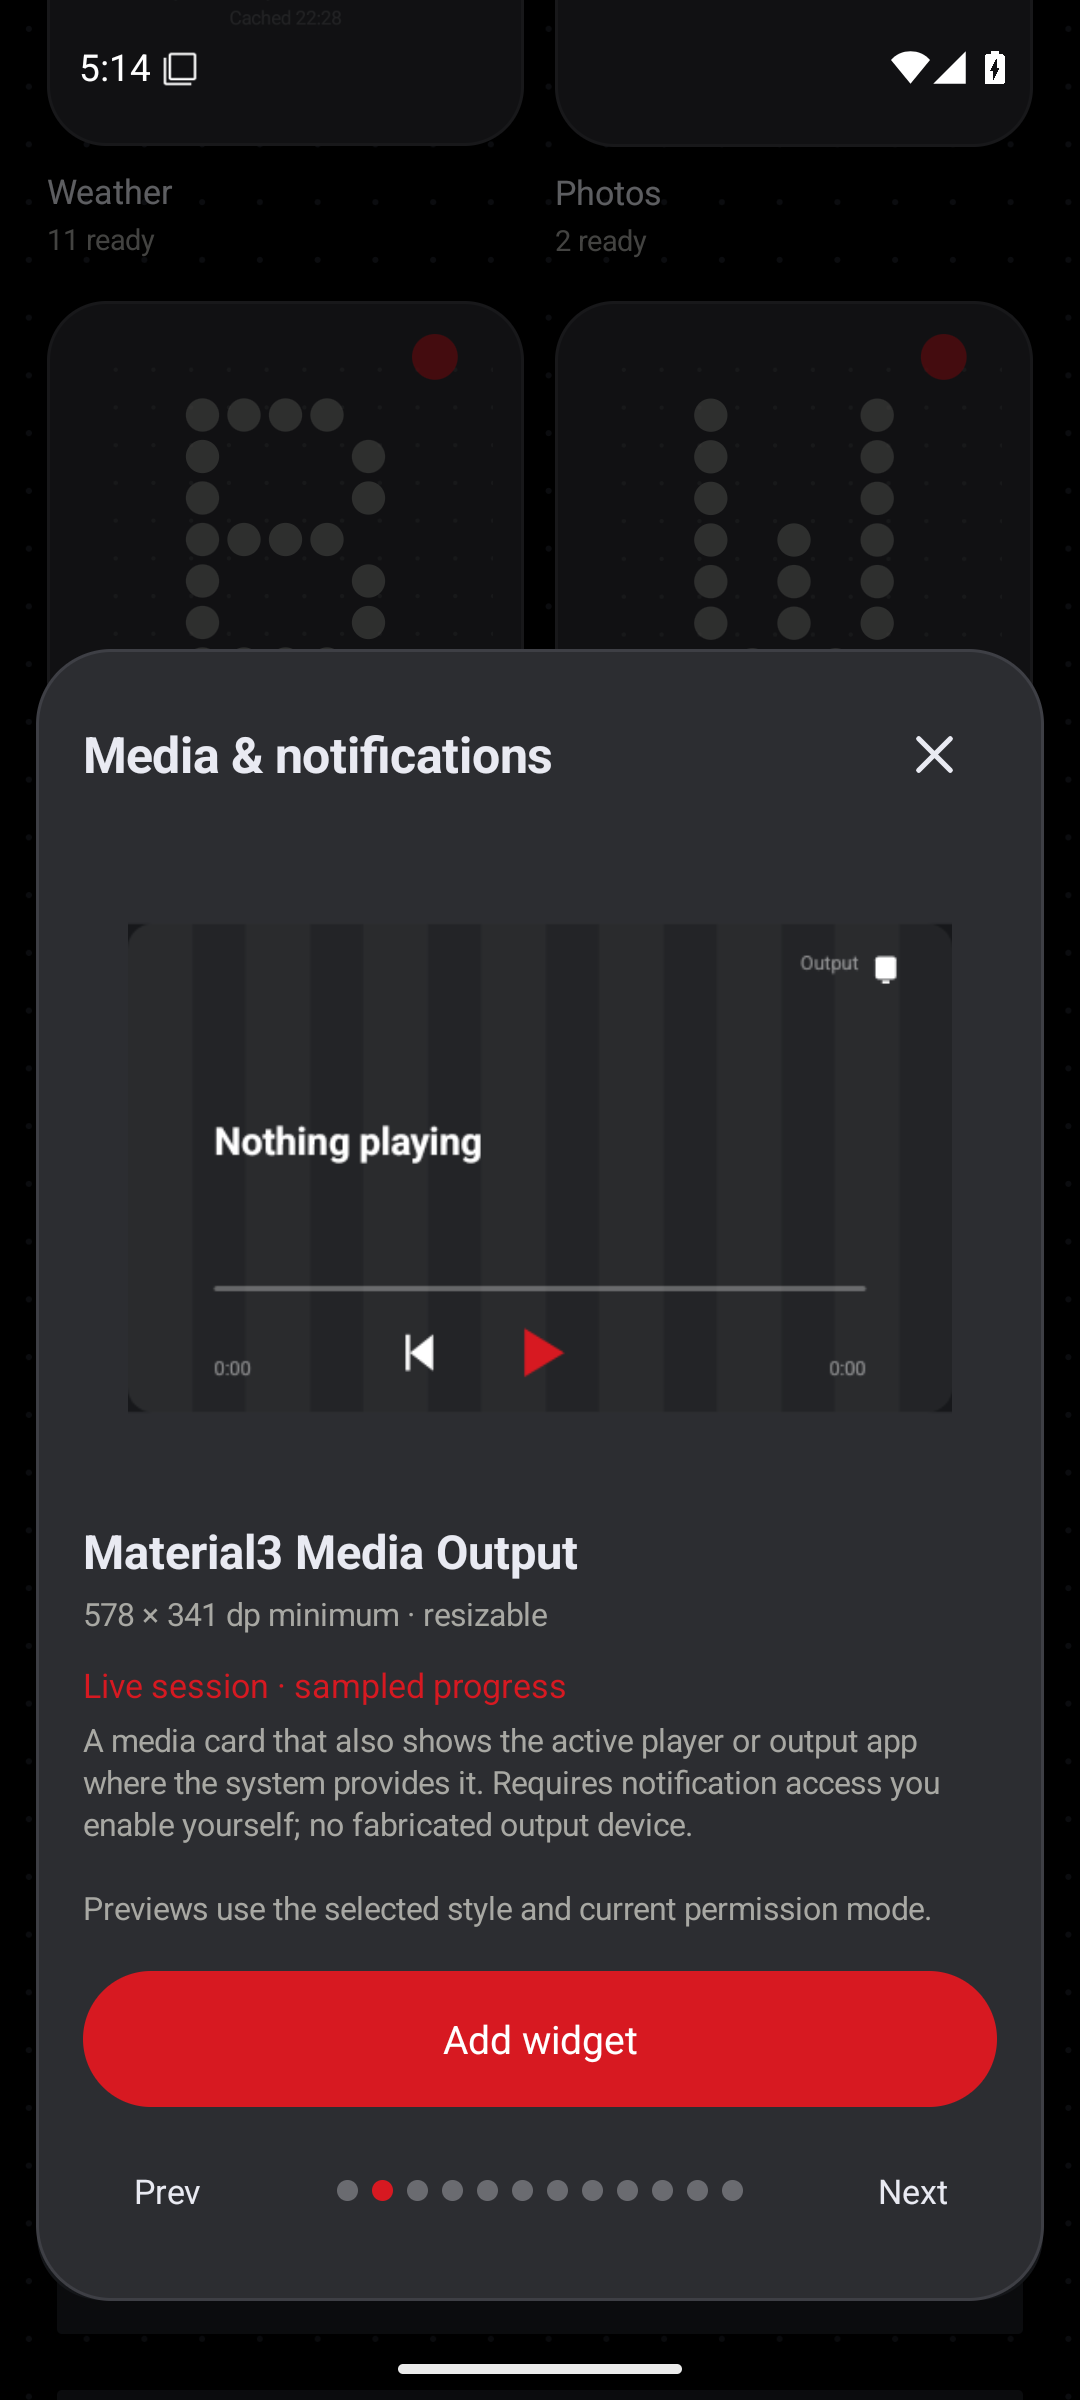 Cached 22:28
5:14
Weather
11 ready
Photos
2 ready
Media & notifications
Output
Nothing playing
0:00
0:00
Material3 Media Output
578 × 341 dp minimum · resizable
Live session · sampled progress
A media card that also shows the active player or output app
where the system provides it. Requires notification access you
enable yourself; no fabricated output device.
Previews use the selected style and current permission mode.
Add widget
Prev
Next